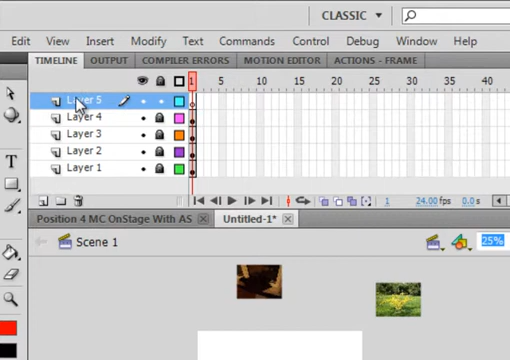 CLASSIC
Edit View Insert Modify Text Commands Control Debug Window Help
TIMELINE OUTPUT COMPILER ERRORS MOTION EDITOR ACTIONS - FRAME
1 5 10 15 20 25 30 35 40
Layer 5
Layer 4
Layer 3
Layer 2
Layer 1
1 24.00 fps 0.0 s
Position 4 MC OnStage With AS Untitled-1*
Scene 1 25%
T